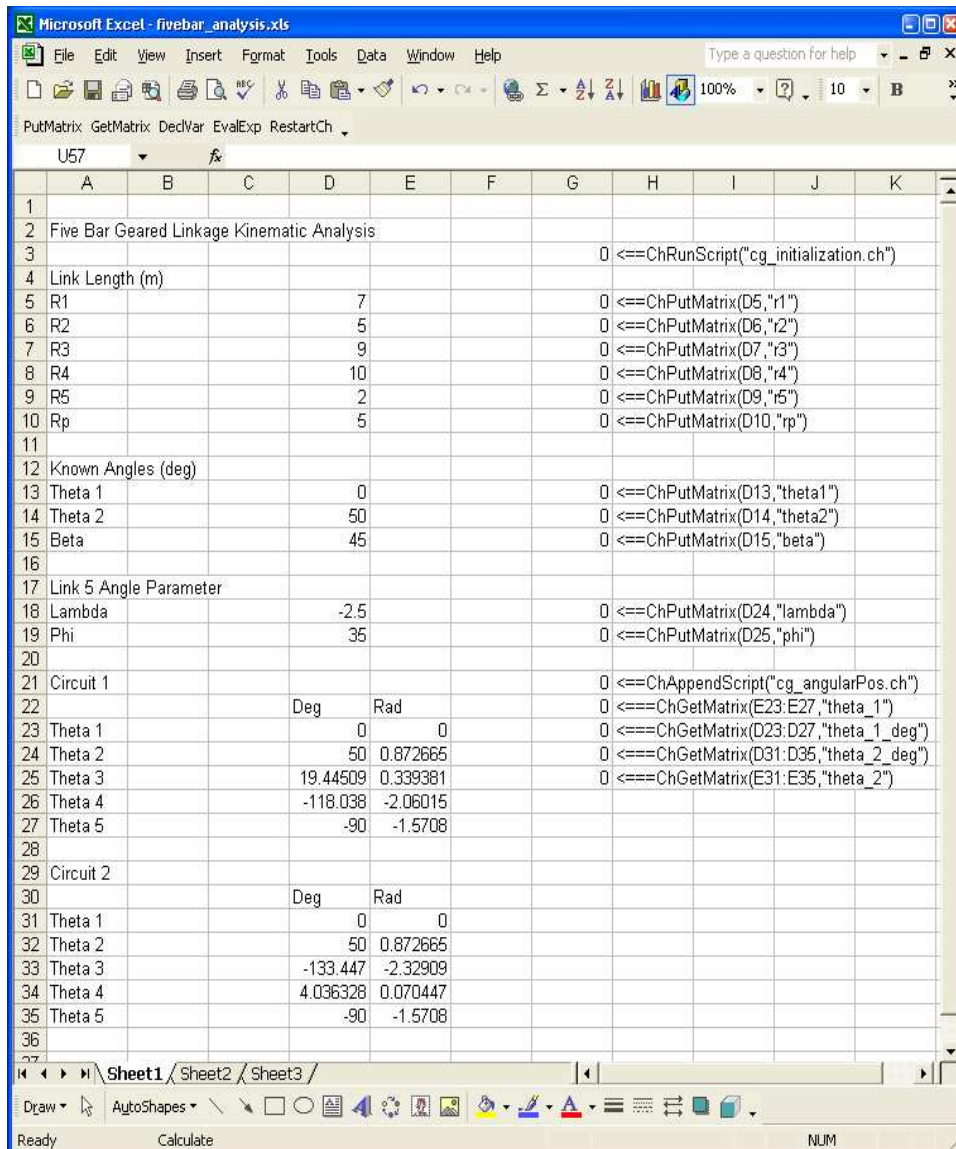 Microsoft Excel - fivebar_analysis.xls
File Edit View Insert Format Tools Data Window Help Type a question for help
100% 10 B
PutMatrix GetMatrix DeclVar EvalExp RestartCh
U57 fx
A B C D E F G H I J K
1
2 Five Bar Geared Linkage Kinematic Analysis
3 0 <==ChRunScript("cg_initialization.ch")
4 Link Length (m)
5 R1 7 0 <==ChPutMatrix(D5,"r1")
6 R2 5 0 <==ChPutMatrix(D6,"r2")
7 R3 9 0 <==ChPutMatrix(D7,"r3")
8 R4 10 0 <==ChPutMatrix(D8,"r4")
9 R5 2 0 <==ChPutMatrix(D9,"r5")
10 Rp 5 0 <==ChPutMatrix(D10,"rp")
11
12 Known Angles (deg)
13 Theta 1 0 0 <==ChPutMatrix(D13,"theta1")
14 Theta 2 50 0 <==ChPutMatrix(D14,"theta2")
15 Beta 45 0 <==ChPutMatrix(D15,"beta")
16
17 Link 5 Angle Parameter
18 Lambda -2.5 0 <==ChPutMatrix(D24,"lambda")
19 Phi 35 0 <==ChPutMatrix(D25,"phi")
20
21 Circuit 1 0 <==ChAppendScript("cg_angularPos.ch")
22 Deg Rad 0 <===ChGetMatrix(E23:E27,"theta_1")
23 Theta 1 0 0 0 <===ChGetMatrix(D23:D27,"theta_1_deg")
24 Theta 2 50 0.872665 0 <===ChGetMatrix(D31:D35,"theta_2_deg")
25 Theta 3 19.44509 0.339381 0 <===ChGetMatrix(E31:E35,"theta_2")
26 Theta 4 -118.038 -2.06015
27 Theta 5 -90 -1.5708
28
29 Circuit 2
30 Deg Rad
31 Theta 1 0 0
32 Theta 2 50 0.872665
33 Theta 3 -133.447 -2.32909
34 Theta 4 4.036328 0.070447
35 Theta 5 -90 -1.5708
36
Sheet1 Sheet2 Sheet3
Draw AutoShapes
Ready Calculate NUM